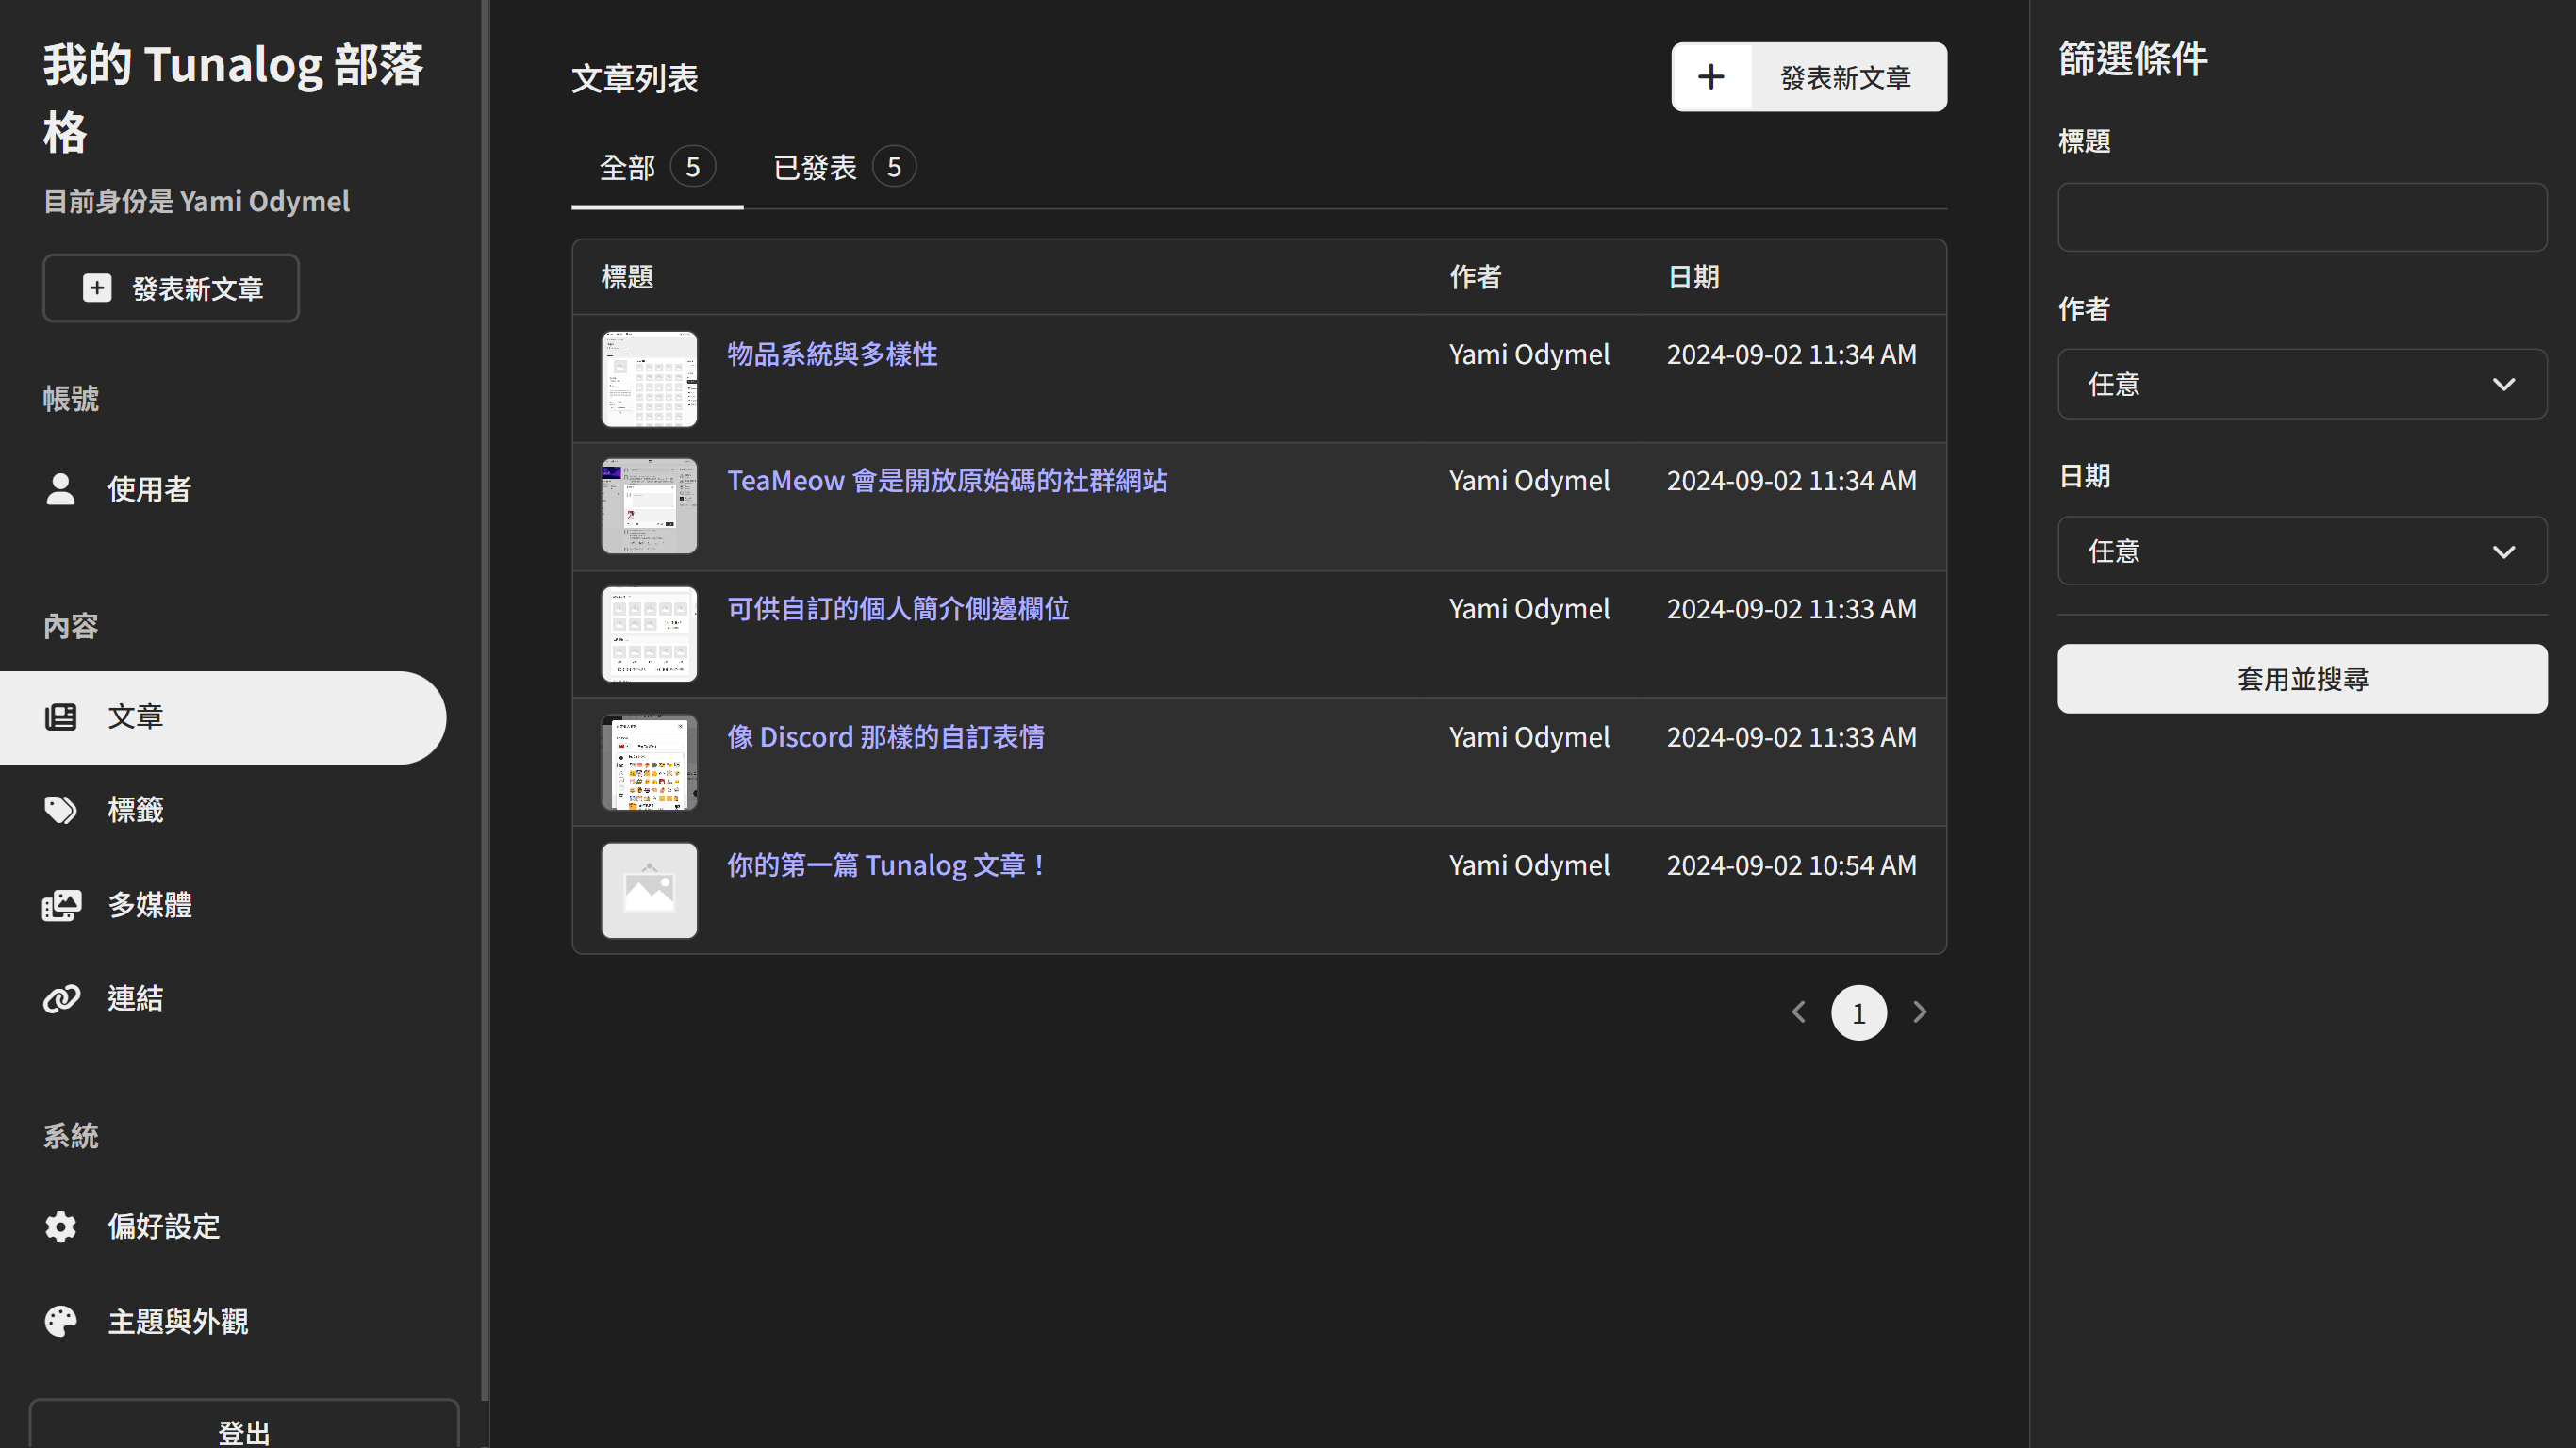 我的 Tunalog 部落
格
目前身份是 Yami Odymel
發表新文章
帳號
使用者
內容
文章
標籤
多媒體
連結
系統
偏好設定
主題與外觀
登出
文章列表
發表新文章
全部 5 已發表 5
標題 作者 日期
物品系統與多樣性 Yami Odymel 2024-09-02 11:34 AM
TeaMeow 會是開放原始碼的社群網站 Yami Odymel 2024-09-02 11:34 AM
可供自訂的個人簡介側邊欄位 Yami Odymel 2024-09-02 11:33 AM
像 Discord 那樣的自訂表情 Yami Odymel 2024-09-02 11:33 AM
你的第一篇 Tunalog 文章！ Yami Odymel 2024-09-02 10:54 AM
1
篩選條件
標題
作者
任意
日期
任意
套用並搜尋